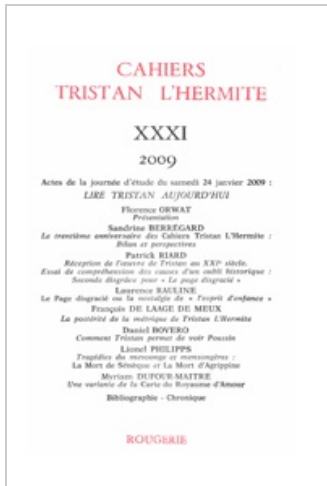 CAHIERS
TRISTAN L'HERMITE
XXXI
2009
Actes de la journée d'étude du samedi 24 janvier 2009 :
LIRE TRISTAN AUJOURD'HUI
Florence ORWAT
Présentation
Sandrine BERREGARD
Le trentième anniversaire des Cahiers Tristan L'Hermite :
Bilan et perspectives
Patrick RIARD
Réception de l'œuvre de Tristan au XXIe siècle.
Essai de compréhension des causes d'un oubli historique :
Seconde disgrâce pour « Le page disgracié »
Laurence RAULINE
Le Page disgracié ou la nostalgie de « l'esprit d'enfance »
François DE LAAGE DE MEUX
La postérité de la métrique de Tristan L'Hermite
Daniel BOVERO
Comment Tristan permet de voir Poussin
Lionel PHILIPPS
Tragédies du mensonge et mensongères :
La Mort de Sénèque et La Mort d'Agrippine
Myriam DUFOUR-MAITRE
Une variante de la Carte du Royaume d'Amour
Bibliographie - Chronique
ROUGERIE